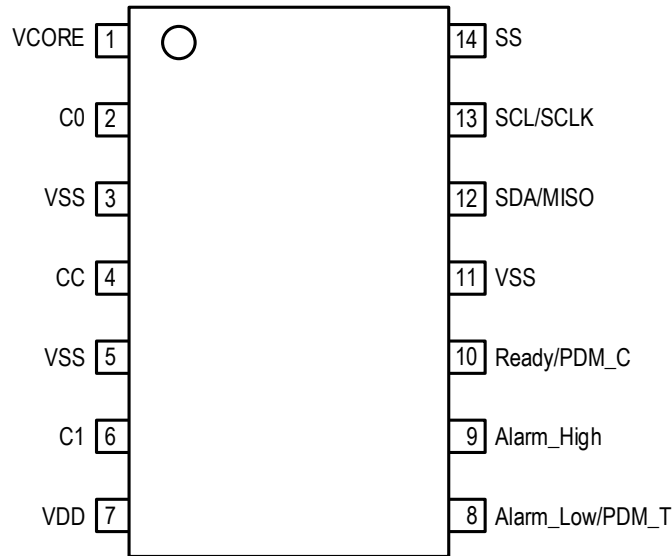 VCORE 1 14 SS
C0 2 13 SCL/SCLK
VSS 3 12 SDA/MISO
CC 4 11 VSS
VSS 5 10 Ready/PDM_C
C1 6 9 Alarm_High
VDD 7 8 Alarm_Low/PDM_T